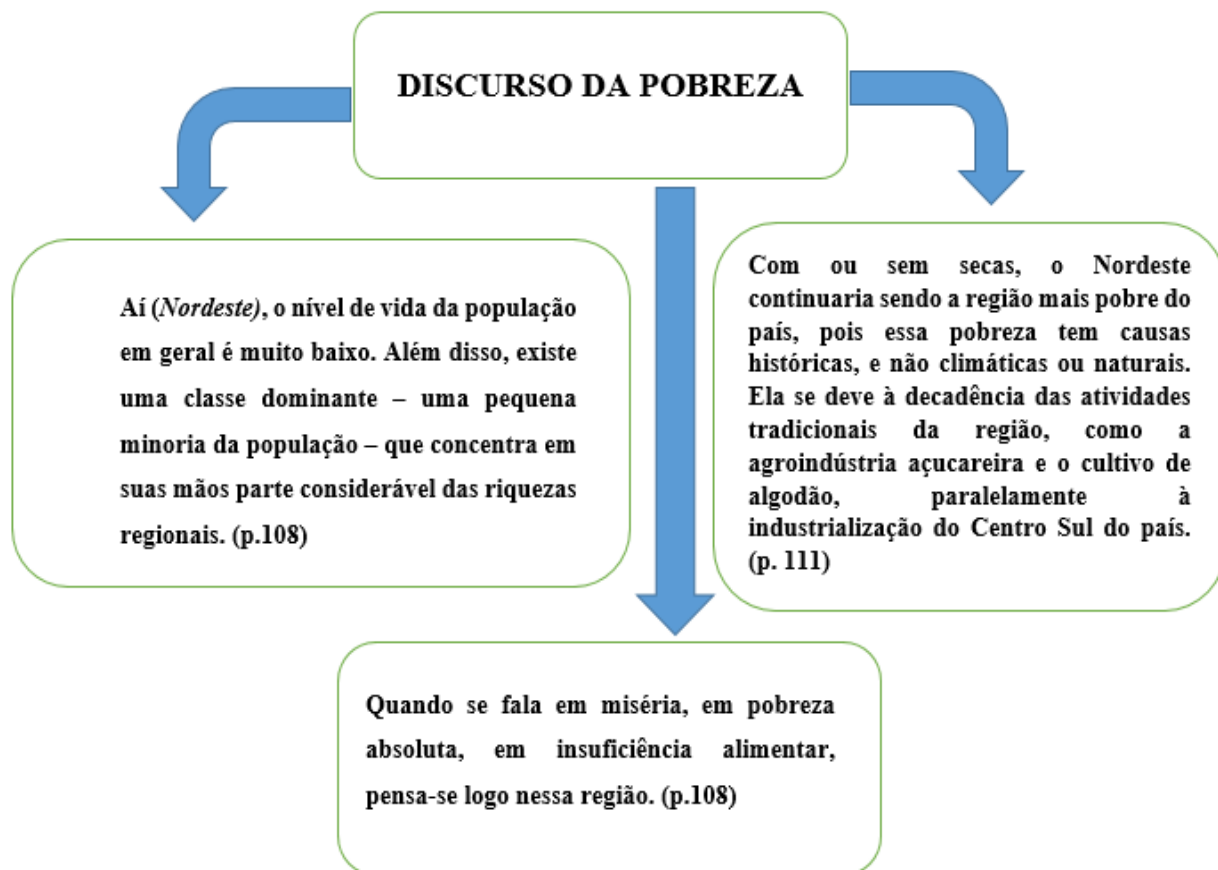 DISCURSO DA POBREZA
Aí (Nordeste), o nível de vida da população
em geral é muito baixo. Além disso, existe
uma classe dominante – uma pequena
minoria da população – que concentra em
suas mãos parte considerável das riquezas
regionais. (p.108)
Com ou sem secas, o Nordeste
continuaria sendo a região mais pobre do
país, pois essa pobreza tem causas
históricas, e não climáticas ou naturais.
Ela se deve à decadência das atividades
tradicionais da região, como a
agroindústria açucareira e o cultivo de
algodão, paralelamente à
industrialização do Centro Sul do país.
(p. 111)
Quando se fala em miséria, em pobreza
absoluta, em insuficiência alimentar,
pensa-se logo nessa região. (p.108)